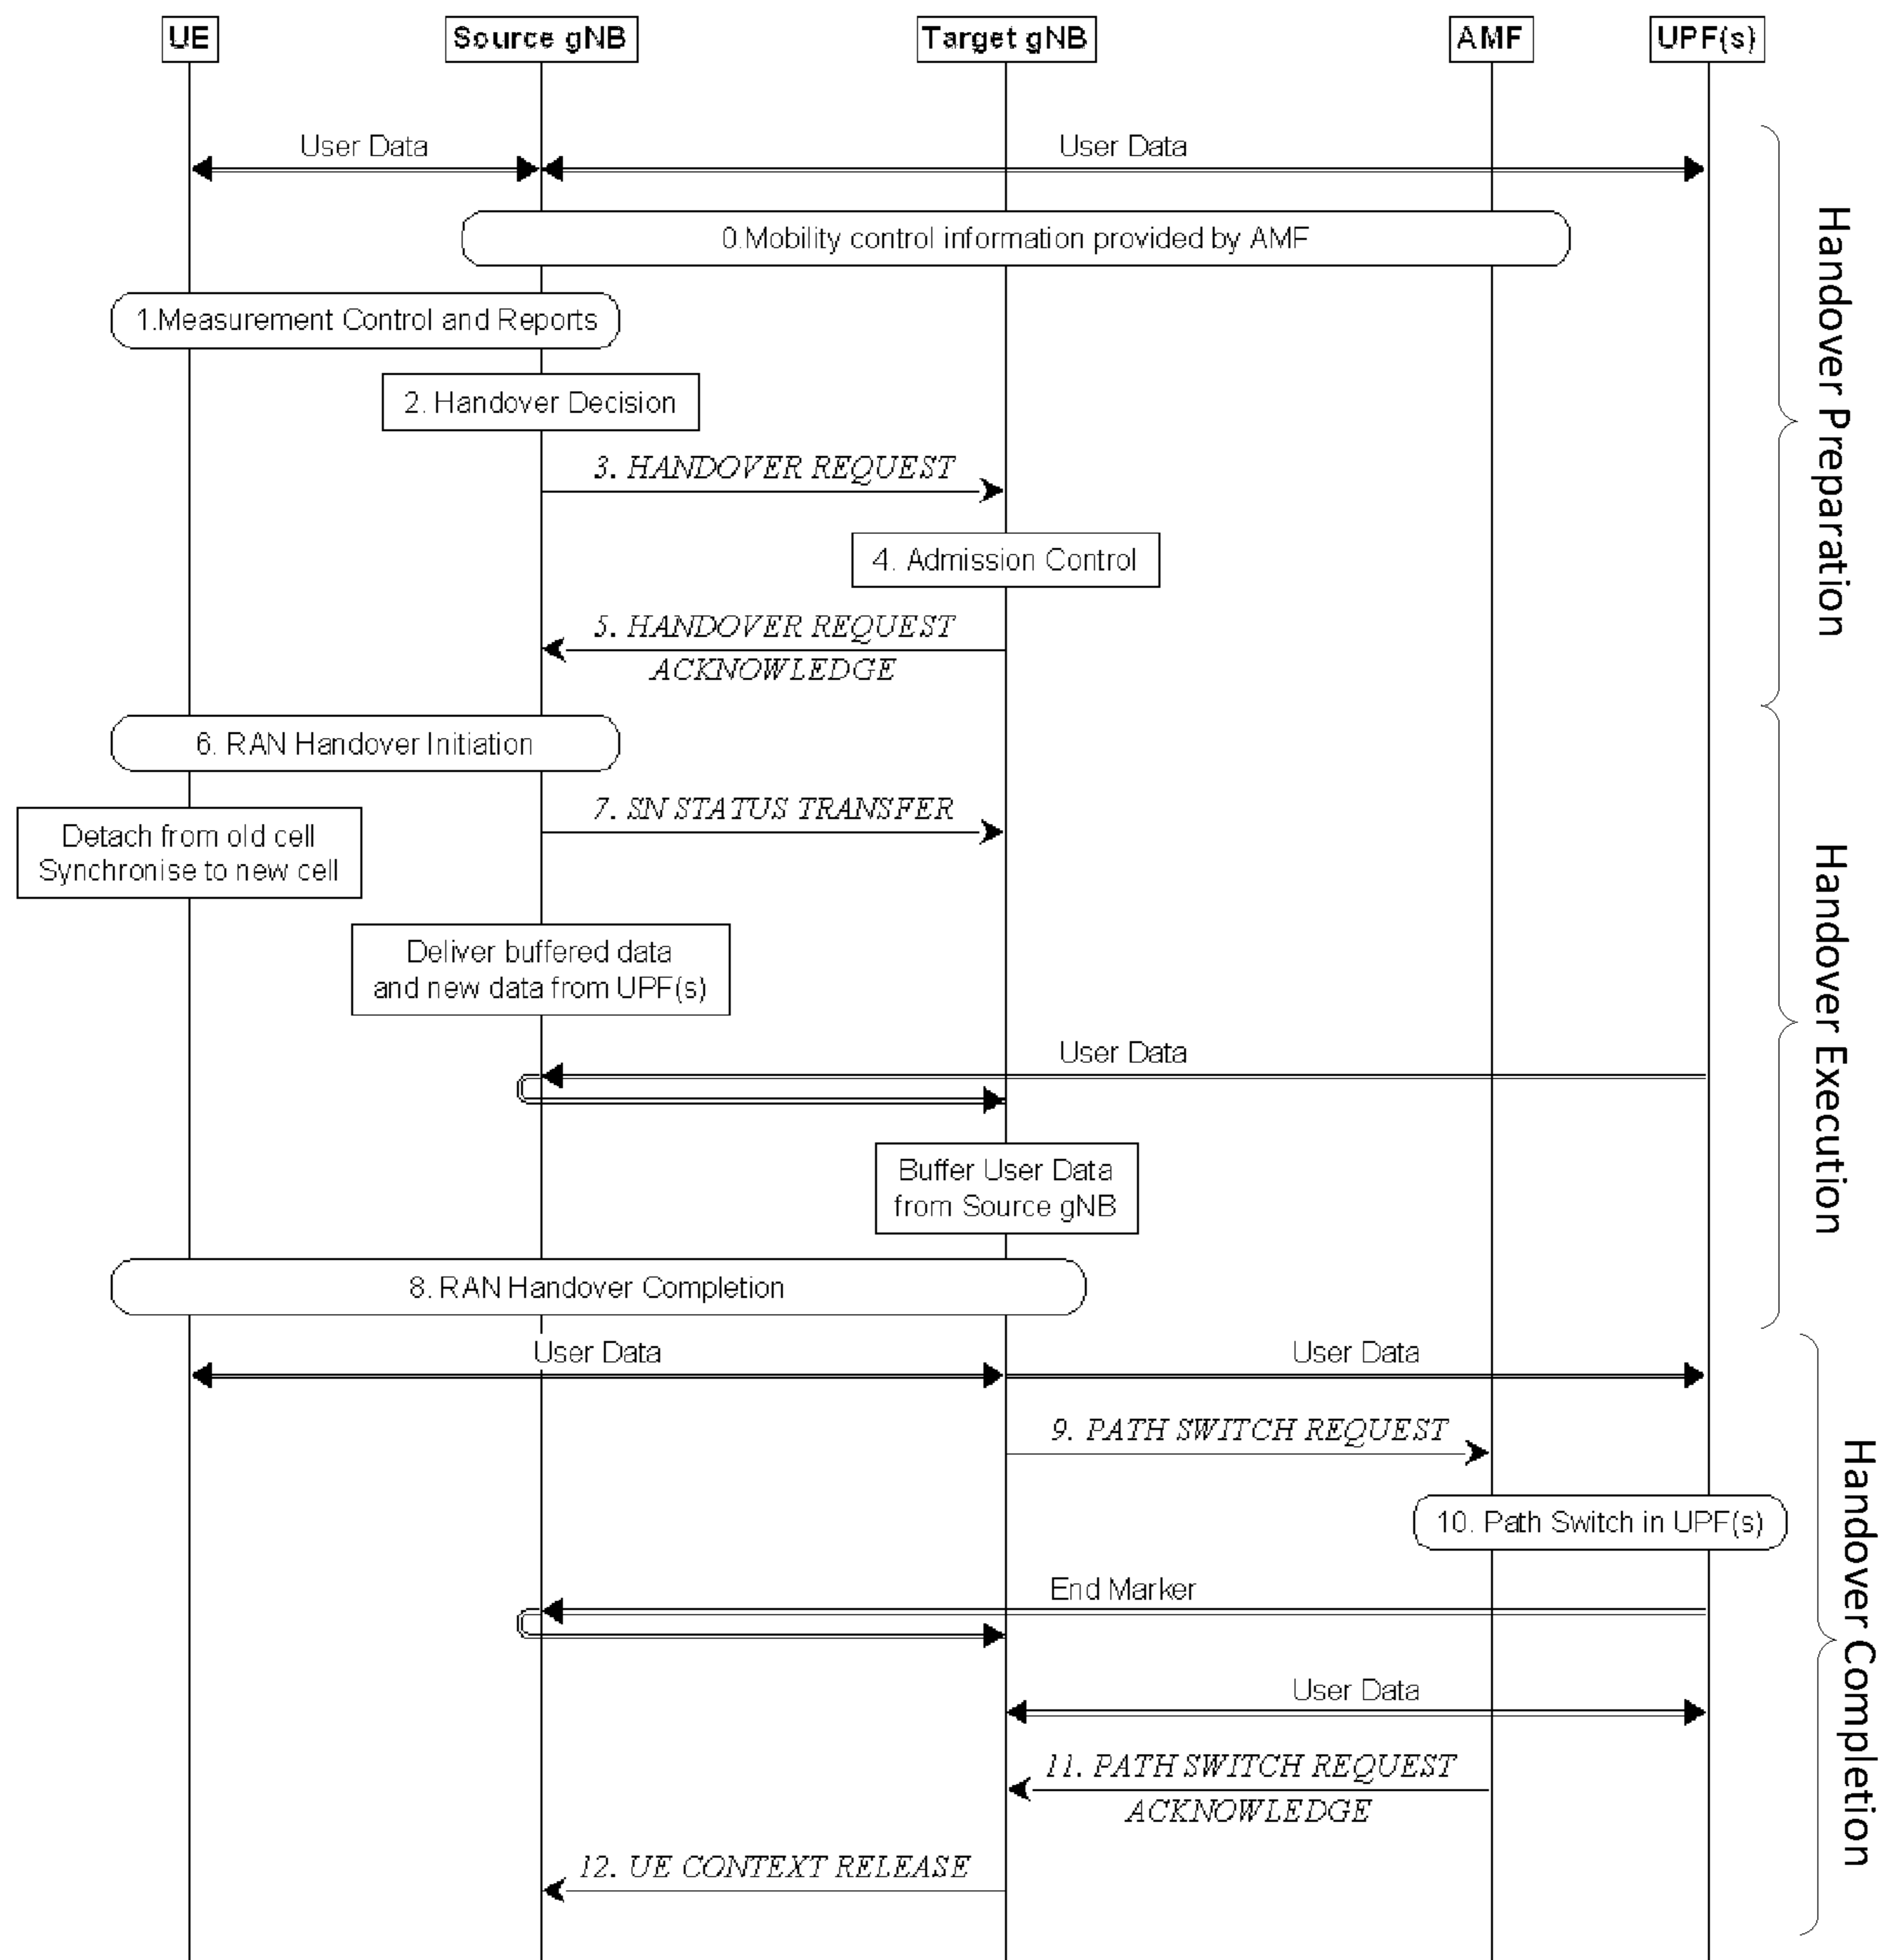 UE
Source gNB
Target gNB
AMF
UPF(s)
User Data
User Data
0.Mobility control information provided by AMF
1.Measurement Control and Reports
2. Handover Decision
3. HANDOVER REQUEST
4. Admission Control
5. HANDOVER REQUEST
ACKNOWLEDGE
Handover Preparation
6. RAN Handover Initiation
7. SN STATUS TRANSFER
Detach from old cell
Synchronise to new cell
Deliver buffered data
and new data from UPF(s)
User Data
Buffer User Data
from Source gNB
8. RAN Handover Completion
Handover Execution
User Data
User Data
9. PATH SWITCH REQUEST
10. Path Switch in UPF(s)
End Marker
User Data
11. PATH SWITCH REQUEST
ACKNOWLEDGE
12. UE CONTEXT RELEASE
Handover Completion